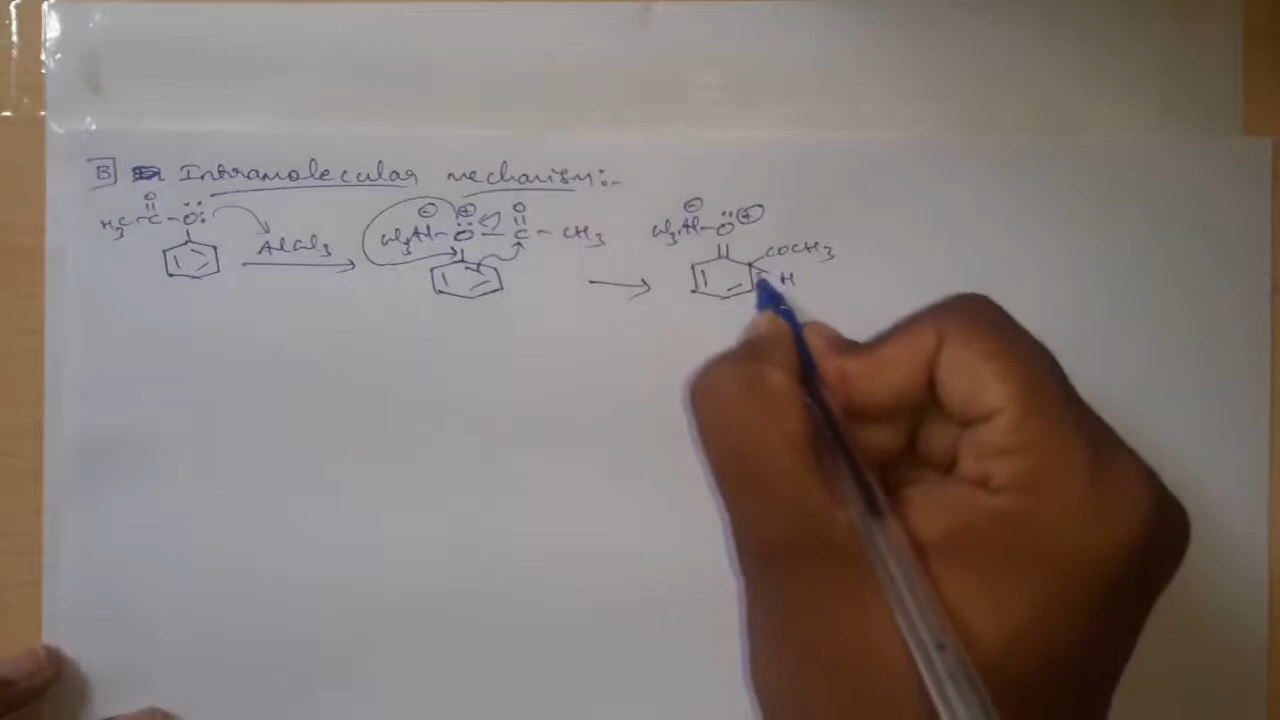 B Intramolecular mechanism:-
O ⊖ ⊕ O ⊖ ⊕
H3C-C-O: Cl3Al-O-C-CH3 Cl3Al-O
AlCl3 COCH3
H